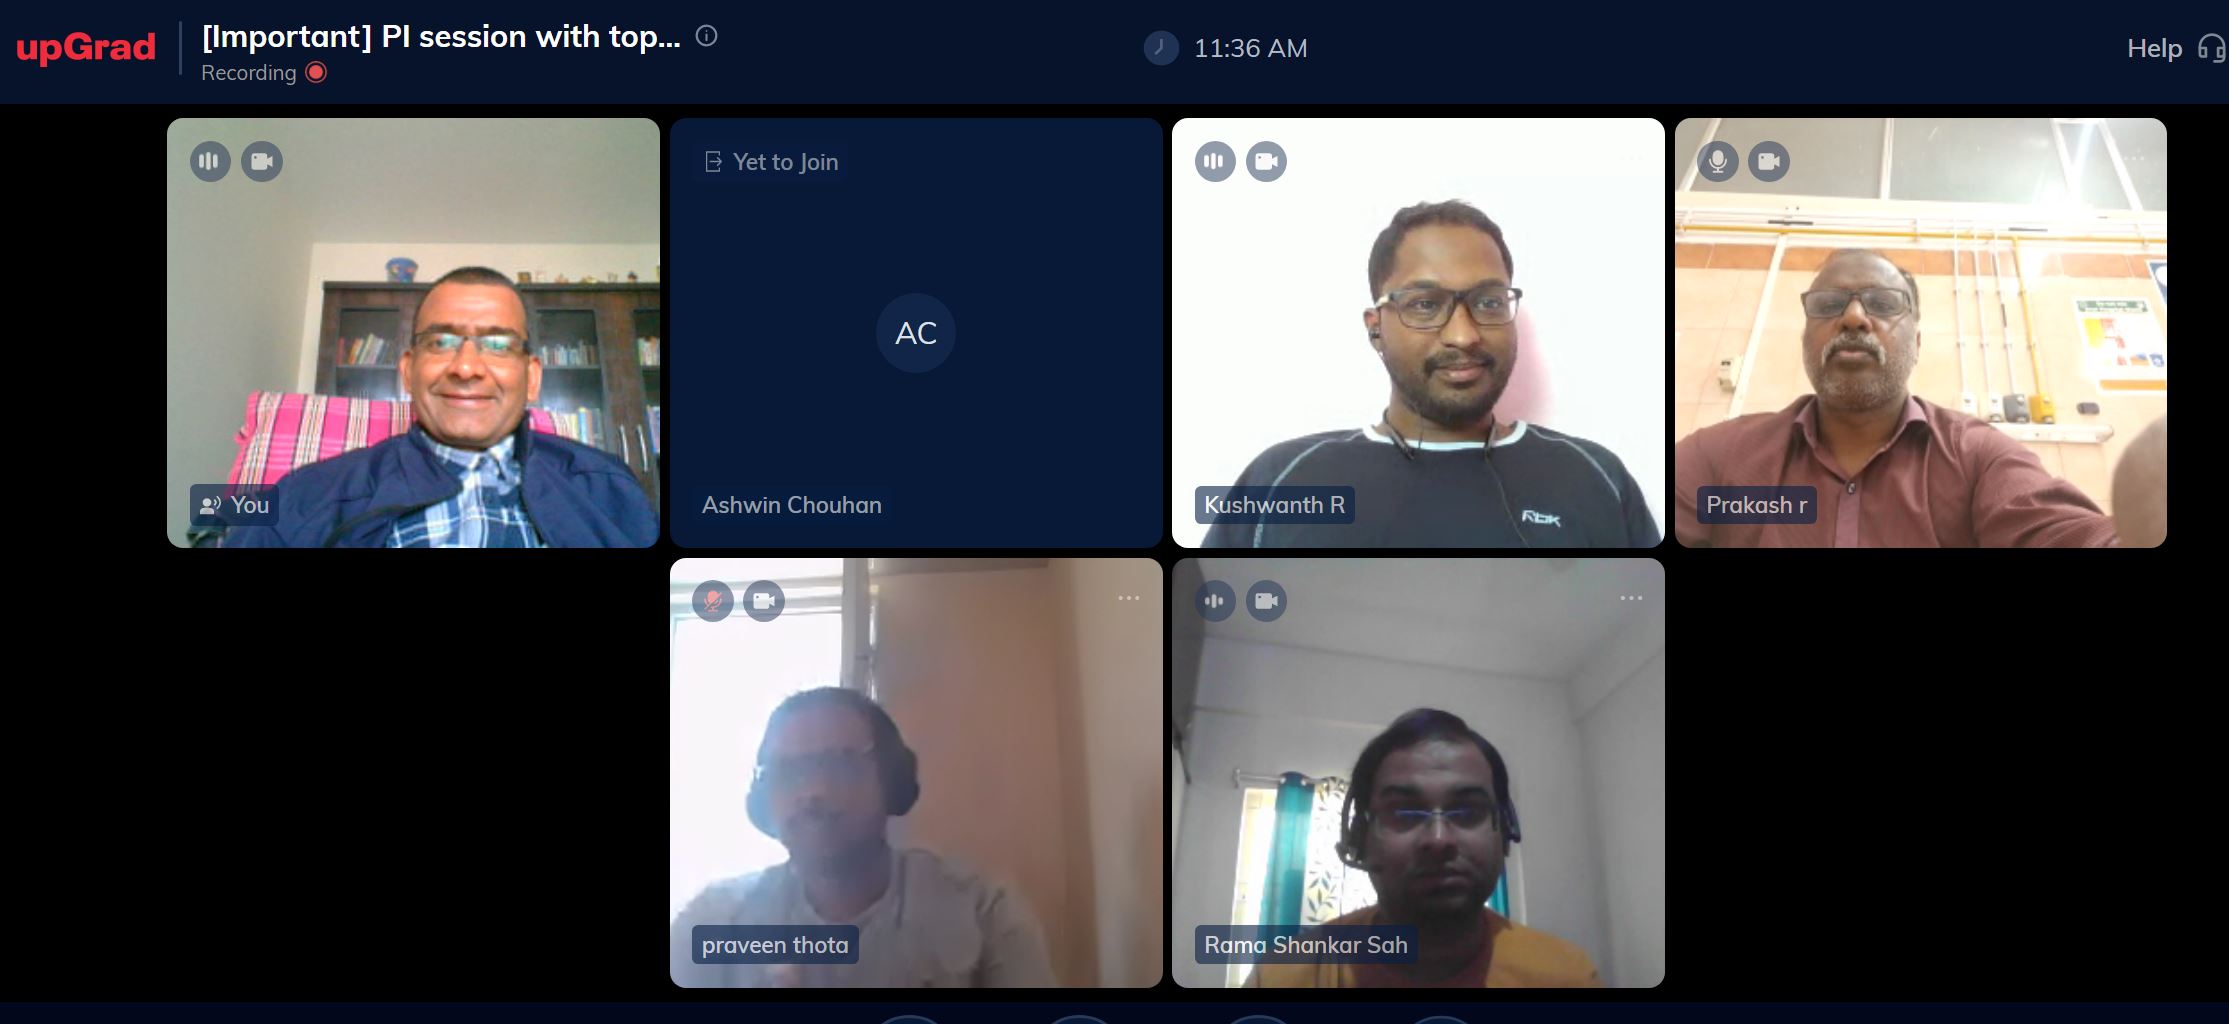 upGrad
[Important] PI session with top...
Recording
11:36 AM
Help
Yet to Join
AC
You
Ashwin Chouhan
Kushwanth R
RBK
Prakash r
praveen thota
Rama Shankar Sah